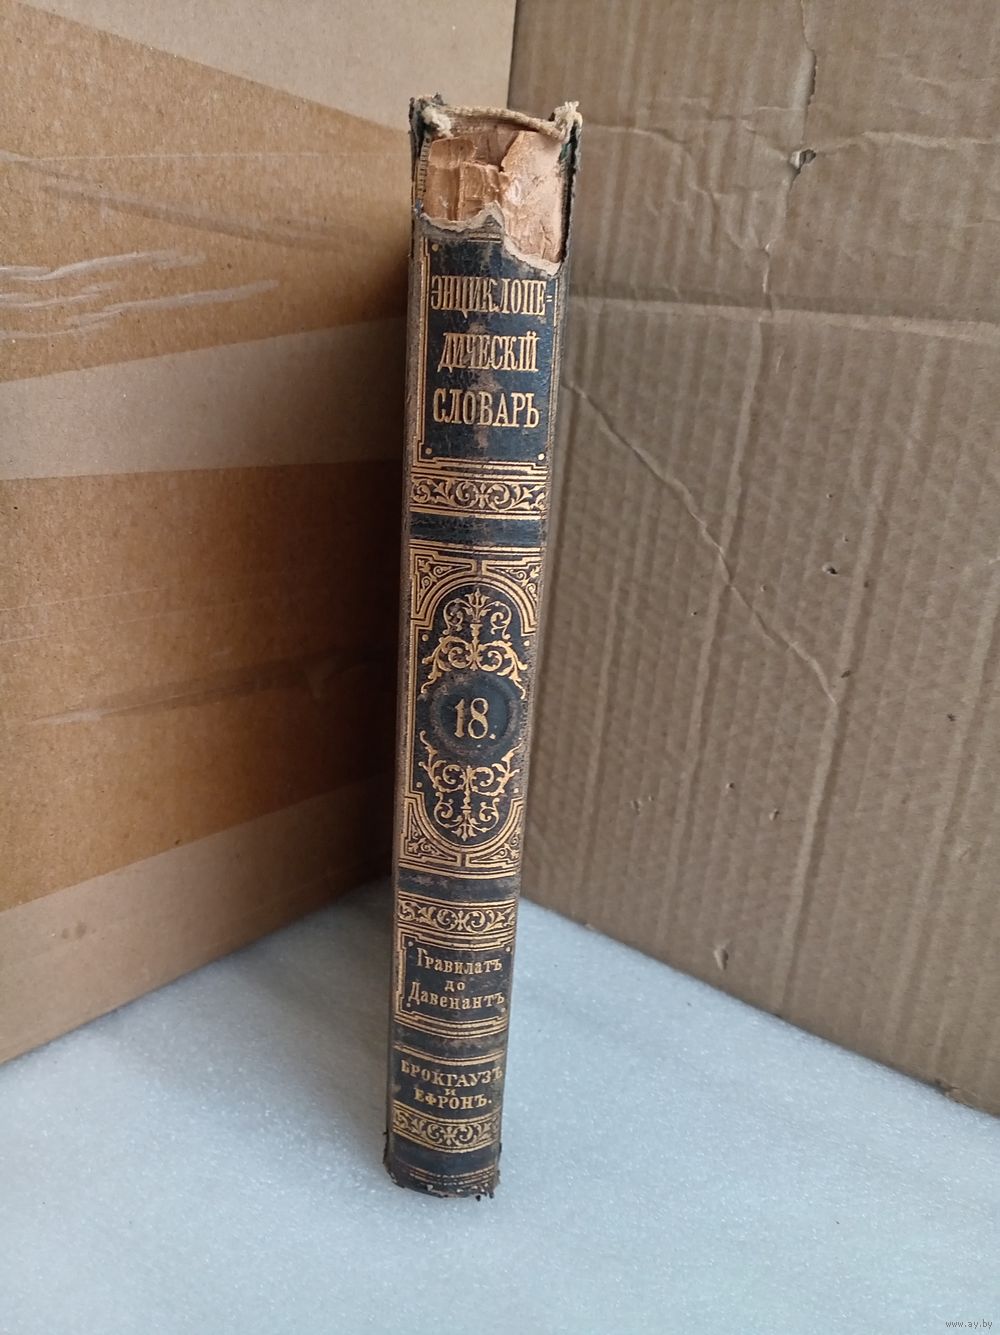 ЭНЦИКЛОПЕ=
ДИЧЕСКІЙ
СЛОВАРЬ
18.
Гравилатъ
до
Давенантъ
БРОКГАУЗЪ
И
ЕФРОНЪ.
www.ay.by